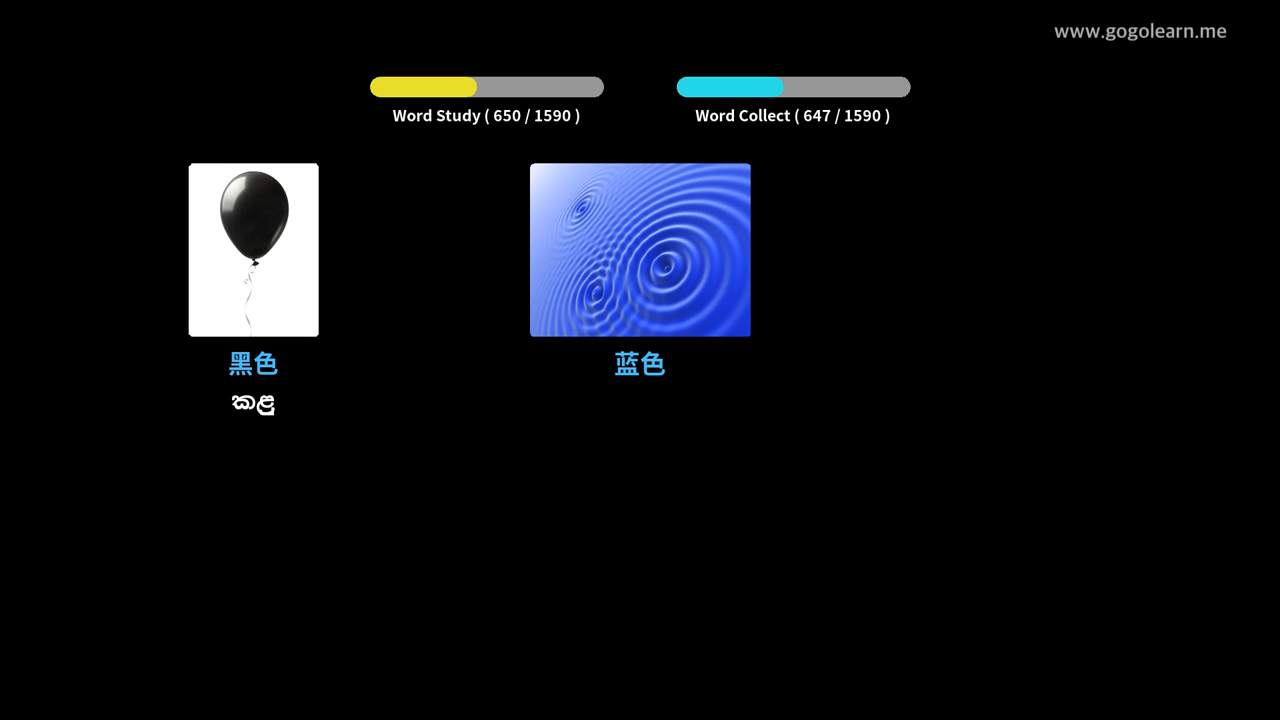 www.gogolearn.me
Word Study ( 650 / 1590 )
Word Collect ( 647 / 1590 )
黑色
කළු
蓝色